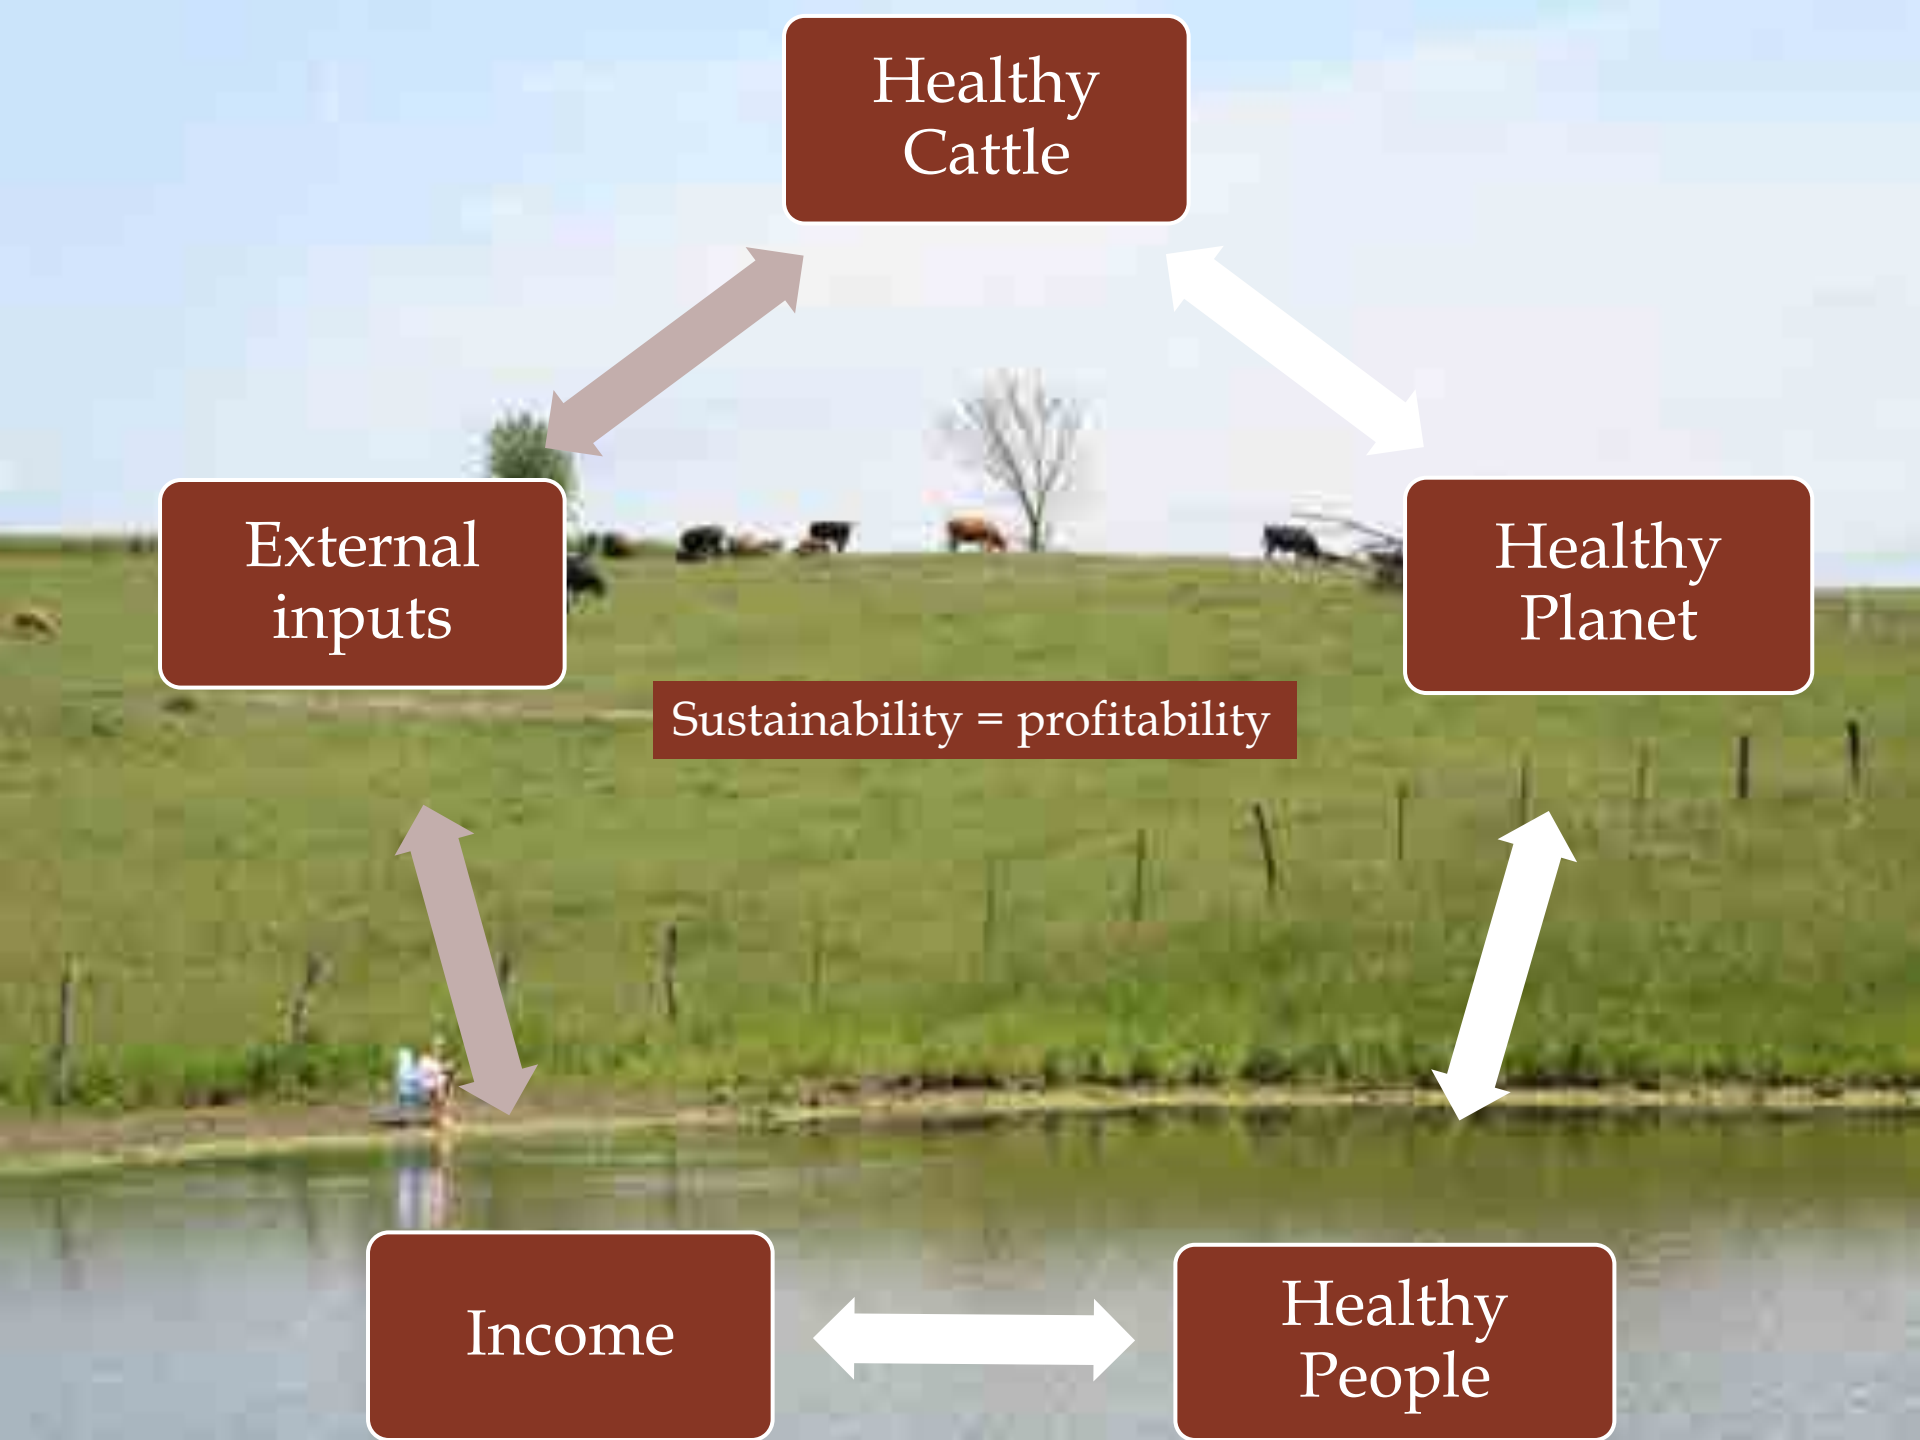 Healthy
Cattle
External
inputs
Healthy
Planet
Sustainability = profitability
Income
Healthy
People